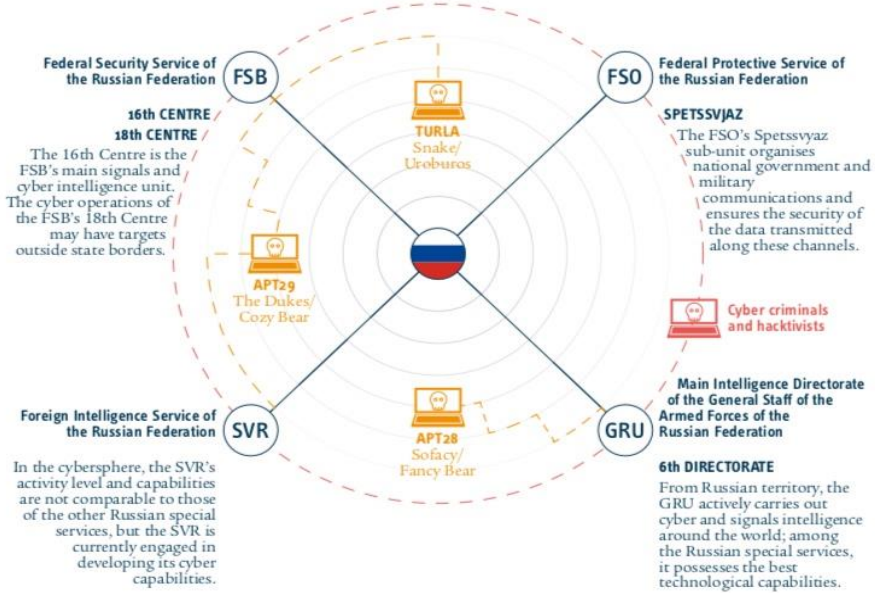 Federal Security Service of
the Russian Federation
FSB
16th CENTRE
18th CENTRE
The 16th Centre is the
FSB's main signals and
cyber intelligence unit.
The cyber operations of
the FSB's 18th Centre
may have targets
outside state borders.
TURLA
Snake/
Uroburos
FSO
Federal Protective Service of
the Russian Federation
SPETSSVJAZ
The FSO's Spetssvyaz
sub-unit organises
national government and
military
communications and
ensures the security of
the data transmitted
along these channels.
APT29
The Dukes/
Cozy Bear
Cyber criminals
and hacktivists
Foreign Intelligence Service of
the Russian Federation
SVR
In the cybersphere, the SVR's
activity level and capabilities
are not comparable to those
of the other Russian special
services, but the SVR is
currently engaged in
developing its cyber
capabilities.
APT28
Sofacy/
Fancy Bear
GRU
Main Intelligence Directorate
of the General Staff of the
Armed Forces of the
Russian Federation
6th DIRECTORATE
From Russian territory, the
GRU actively carries out
cyber and signals intelligence
around the world; among
the Russian special services,
it possesses the best
technological capabilities.